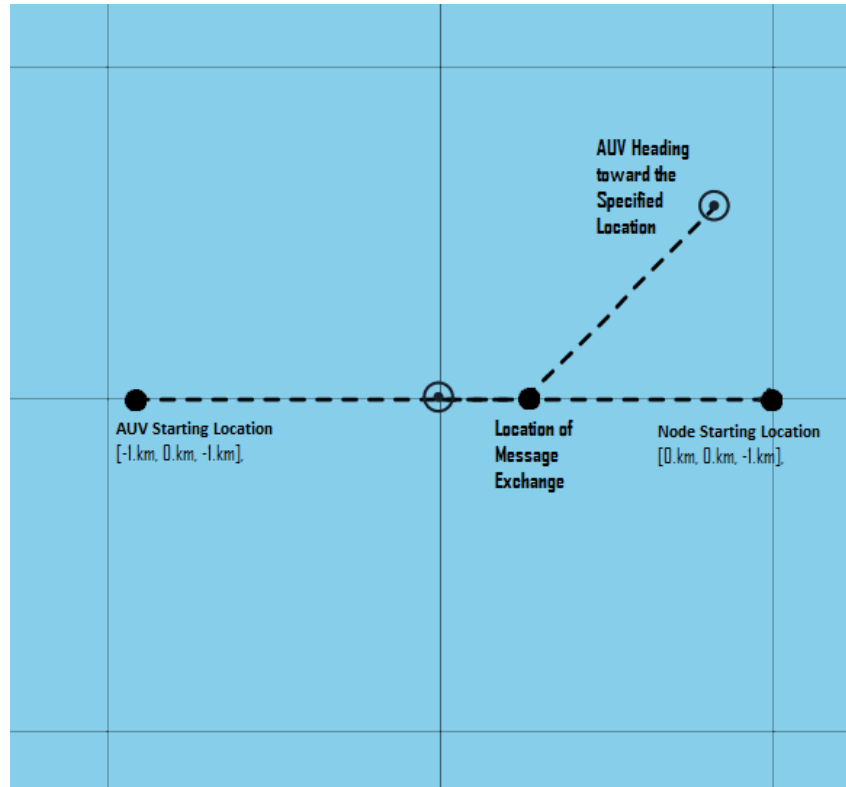 AUV Heading
toward the
Specified
Location
AUV Starting Location
[-1.km, 0.km, -1.km],
Location of
Message
Exchange
Node Starting Location
[0.km, 0.km, -1.km],